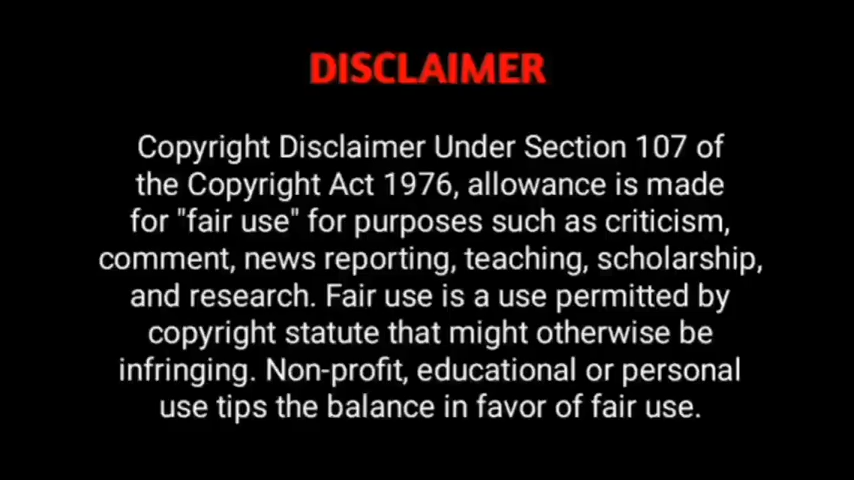 DISCLAIMER
Copyright Disclaimer Under Section 107 of
the Copyright Act 1976, allowance is made
for "fair use" for purposes such as criticism,
comment, news reporting, teaching, scholarship,
and research. Fair use is a use permitted by
copyright statute that might otherwise be
infringing. Non-profit, educational or personal
use tips the balance in favor of fair use.